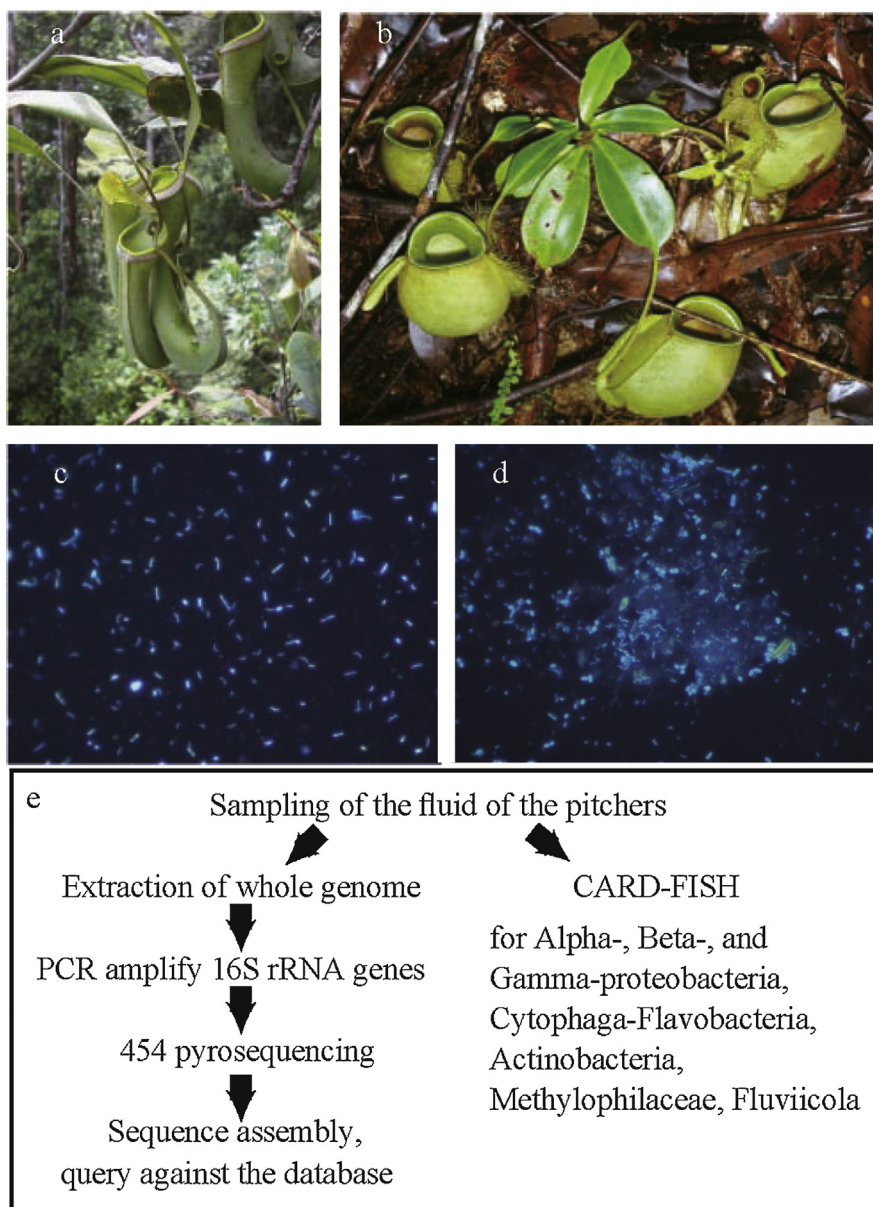 a
b
c
d
e
Sampling of the fluid of the pitchers
Extraction of whole genome
PCR amplify 16S rRNA genes
454 pyrosequencing
Sequence assembly,
query against the database
CARD-FISH
for Alpha-, Beta-, and
Gamma-proteobacteria,
Cytophaga-Flavobacteria,
Actinobacteria,
Methylophilaceae, Fluviicola